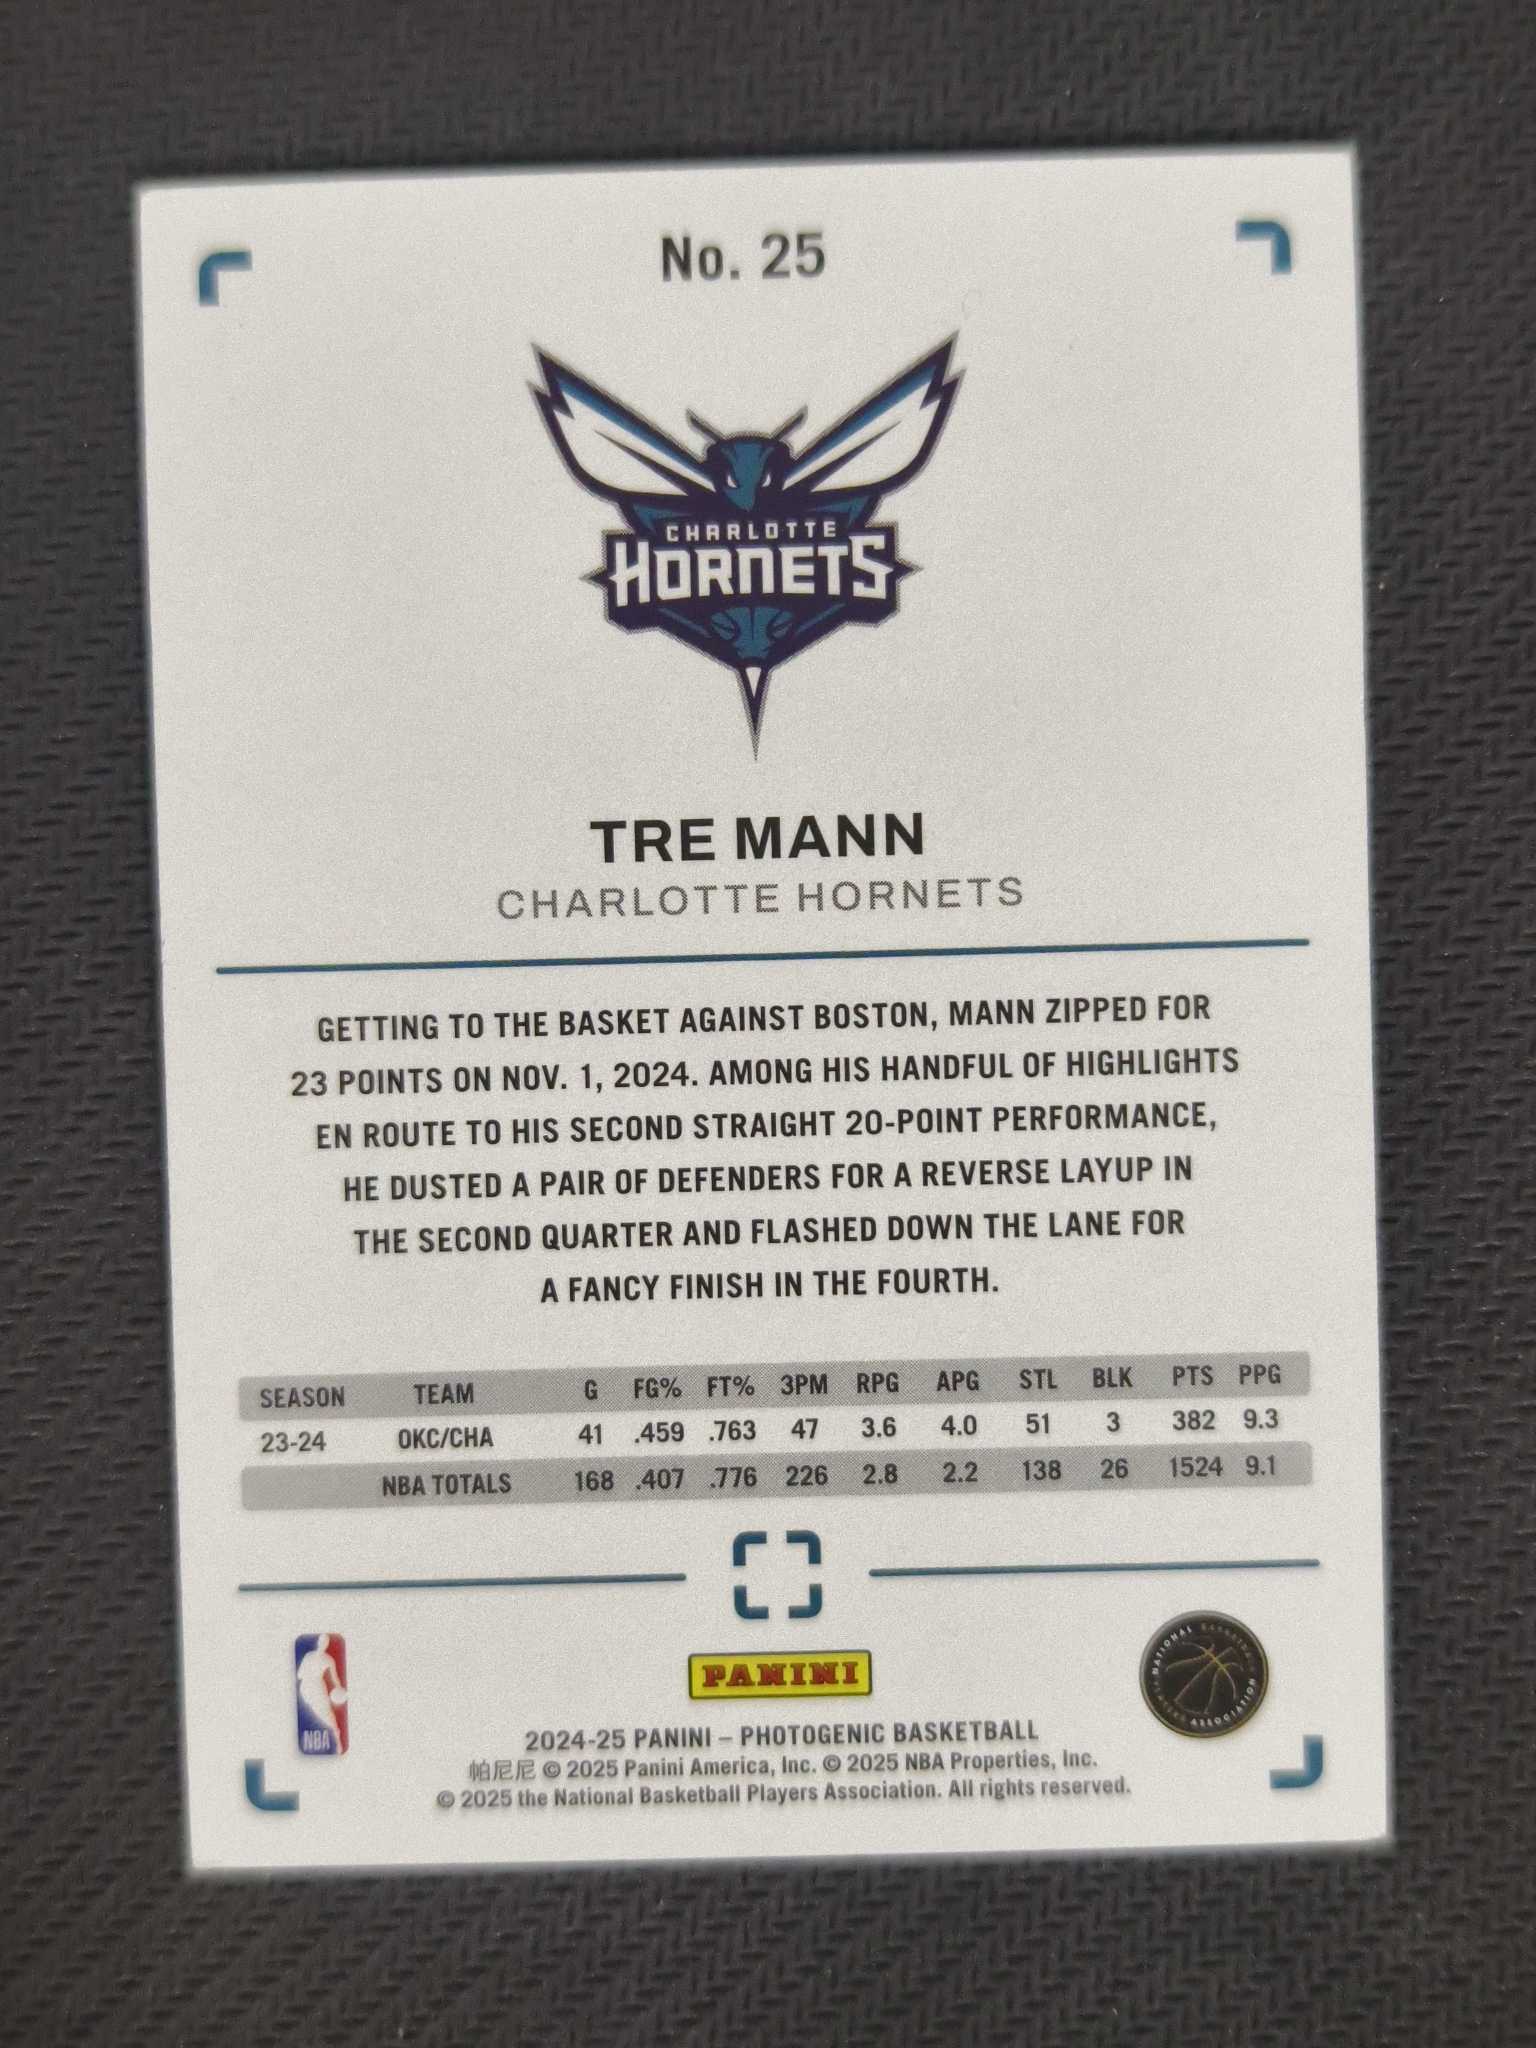 No. 25
CHARLOTTE
HORNETS
TRE MANN
CHARLOTTE HORNETS
GETTING TO THE BASKET AGAINST BOSTON, MANN ZIPPED FOR
23 POINTS ON NOV. 1, 2024. AMONG HIS HANDFUL OF HIGHLIGHTS
EN ROUTE TO HIS SECOND STRAIGHT 20-POINT PERFORMANCE,
HE DUSTED A PAIR OF DEFENDERS FOR A REVERSE LAYUP IN
THE SECOND QUARTER AND FLASHED DOWN THE LANE FOR
A FANCY FINISH IN THE FOURTH.
SEASON TEAM G FG% FT% 3PM RPG APG STL BLK PTS PPG
23-24 OKC/CHA 41 .459 .763 47 3.6 4.0 51 3 382 9.3
NBA TOTALS 168 .407 .776 226 2.8 2.2 138 26 1524 9.1
NBA
PANINI
NATIONAL BASKETBALL
PLAYERS ASSOCIATION
2024-25 PANINI – PHOTOGENIC BASKETBALL
帕尼尼 © 2025 Panini America, Inc. © 2025 NBA Properties, Inc.
© 2025 the National Basketball Players Association. All rights reserved.